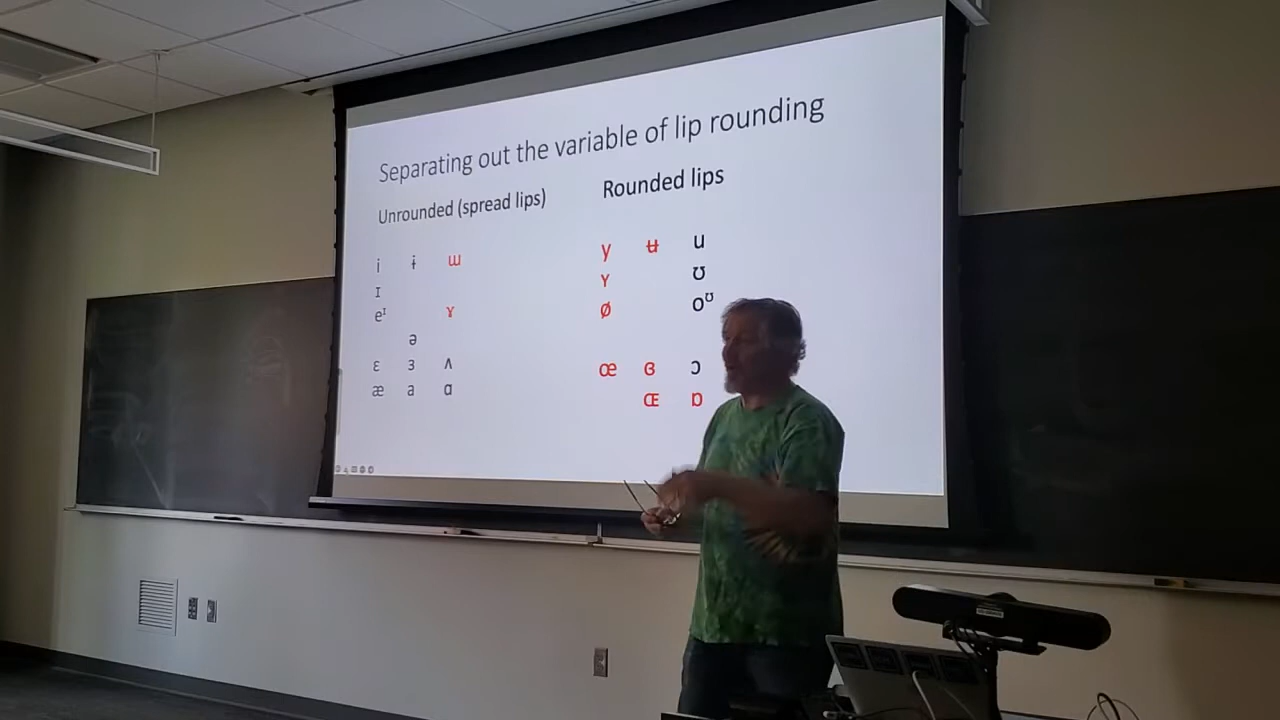 Separating out the variable of lip rounding
Unrounded (spread lips)
i ɨ ɯ
ɪ
eᶦ ɤ
ə
ɛ ɜ ʌ
æ a ɑ
Rounded lips
y ʉ u
ʏ ʊ
ø oᶷ
œ ɞ ɔ
ɶ ɒ